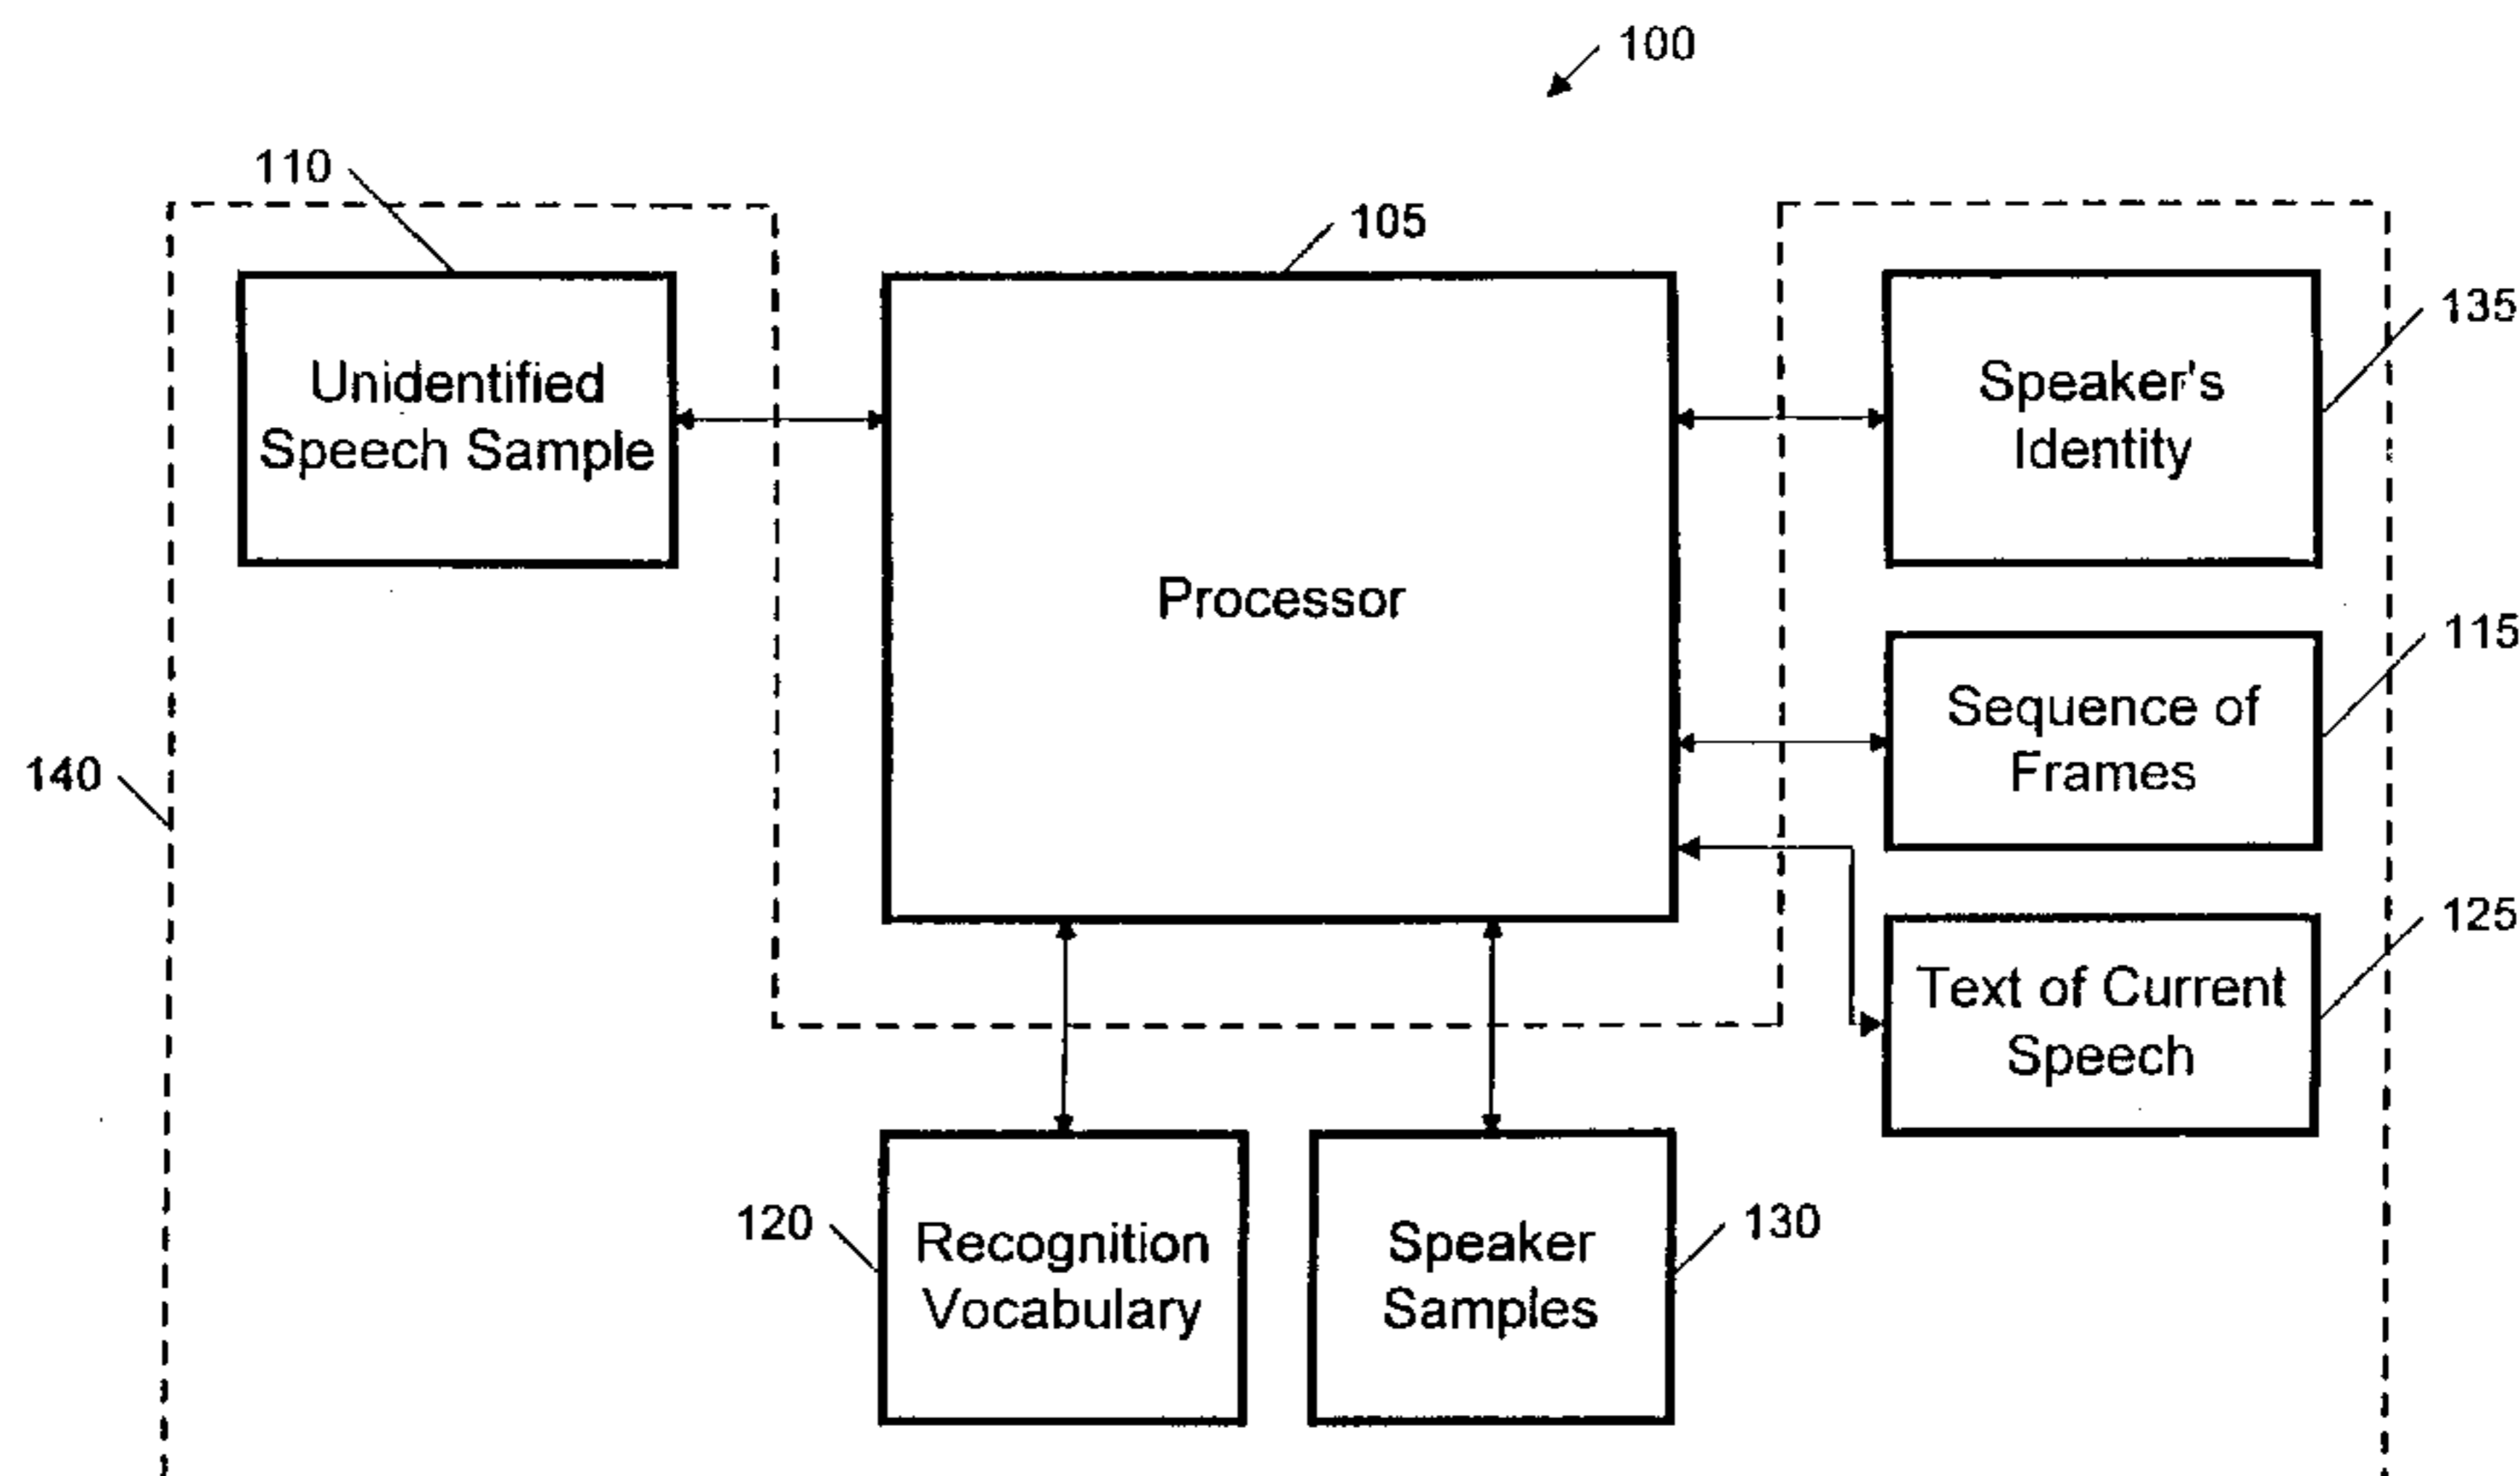 100
110
105
135
Unidentified
Speech Sample
Speaker's
Identity
Processor
115
Sequence of
Frames
140
125
Text of Current
Speech
120
Recognition
Vocabulary
Speaker
Samples
130